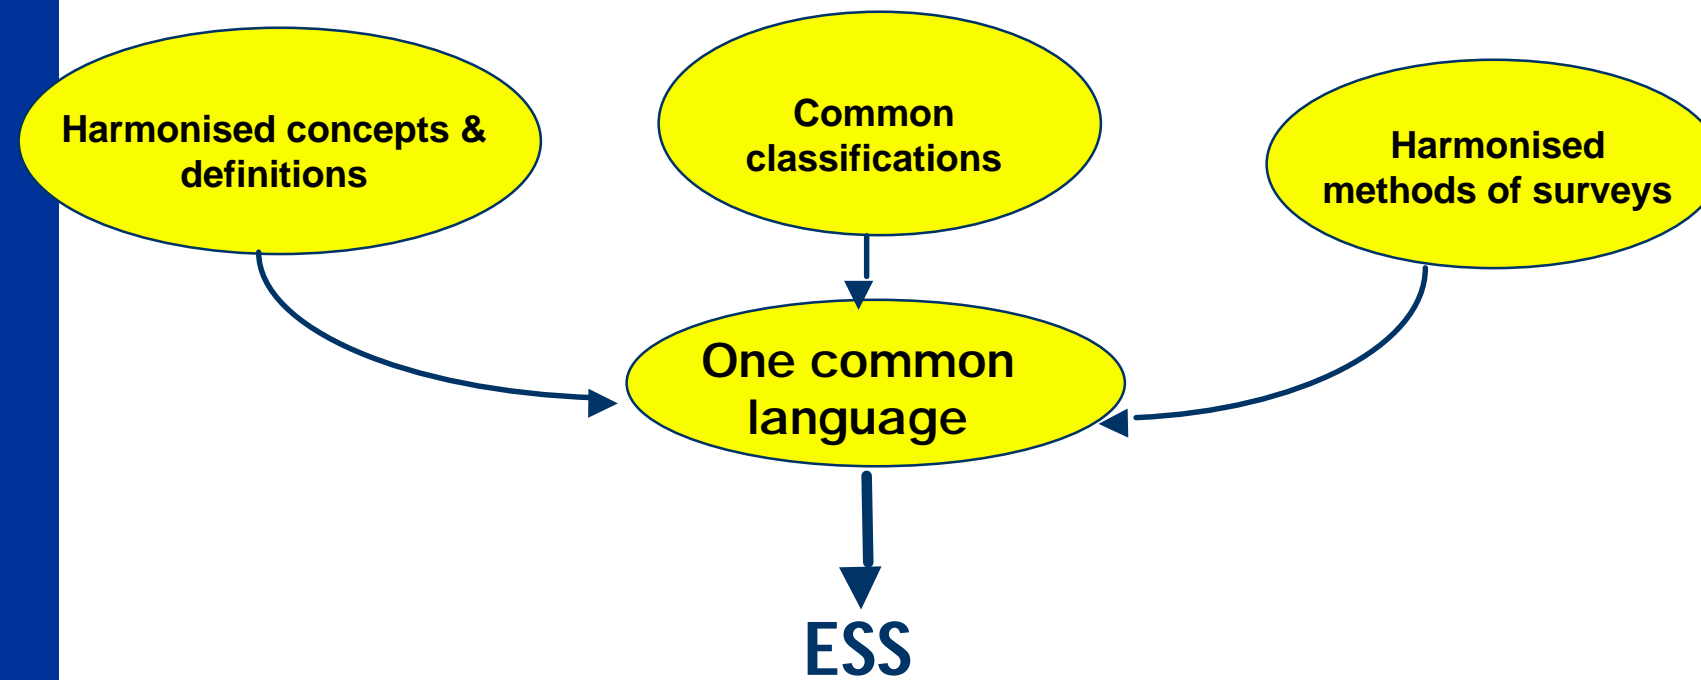 Harmonised concepts &
definitions
Common
classifications
Harmonised
methods of surveys
One common
language
ESS